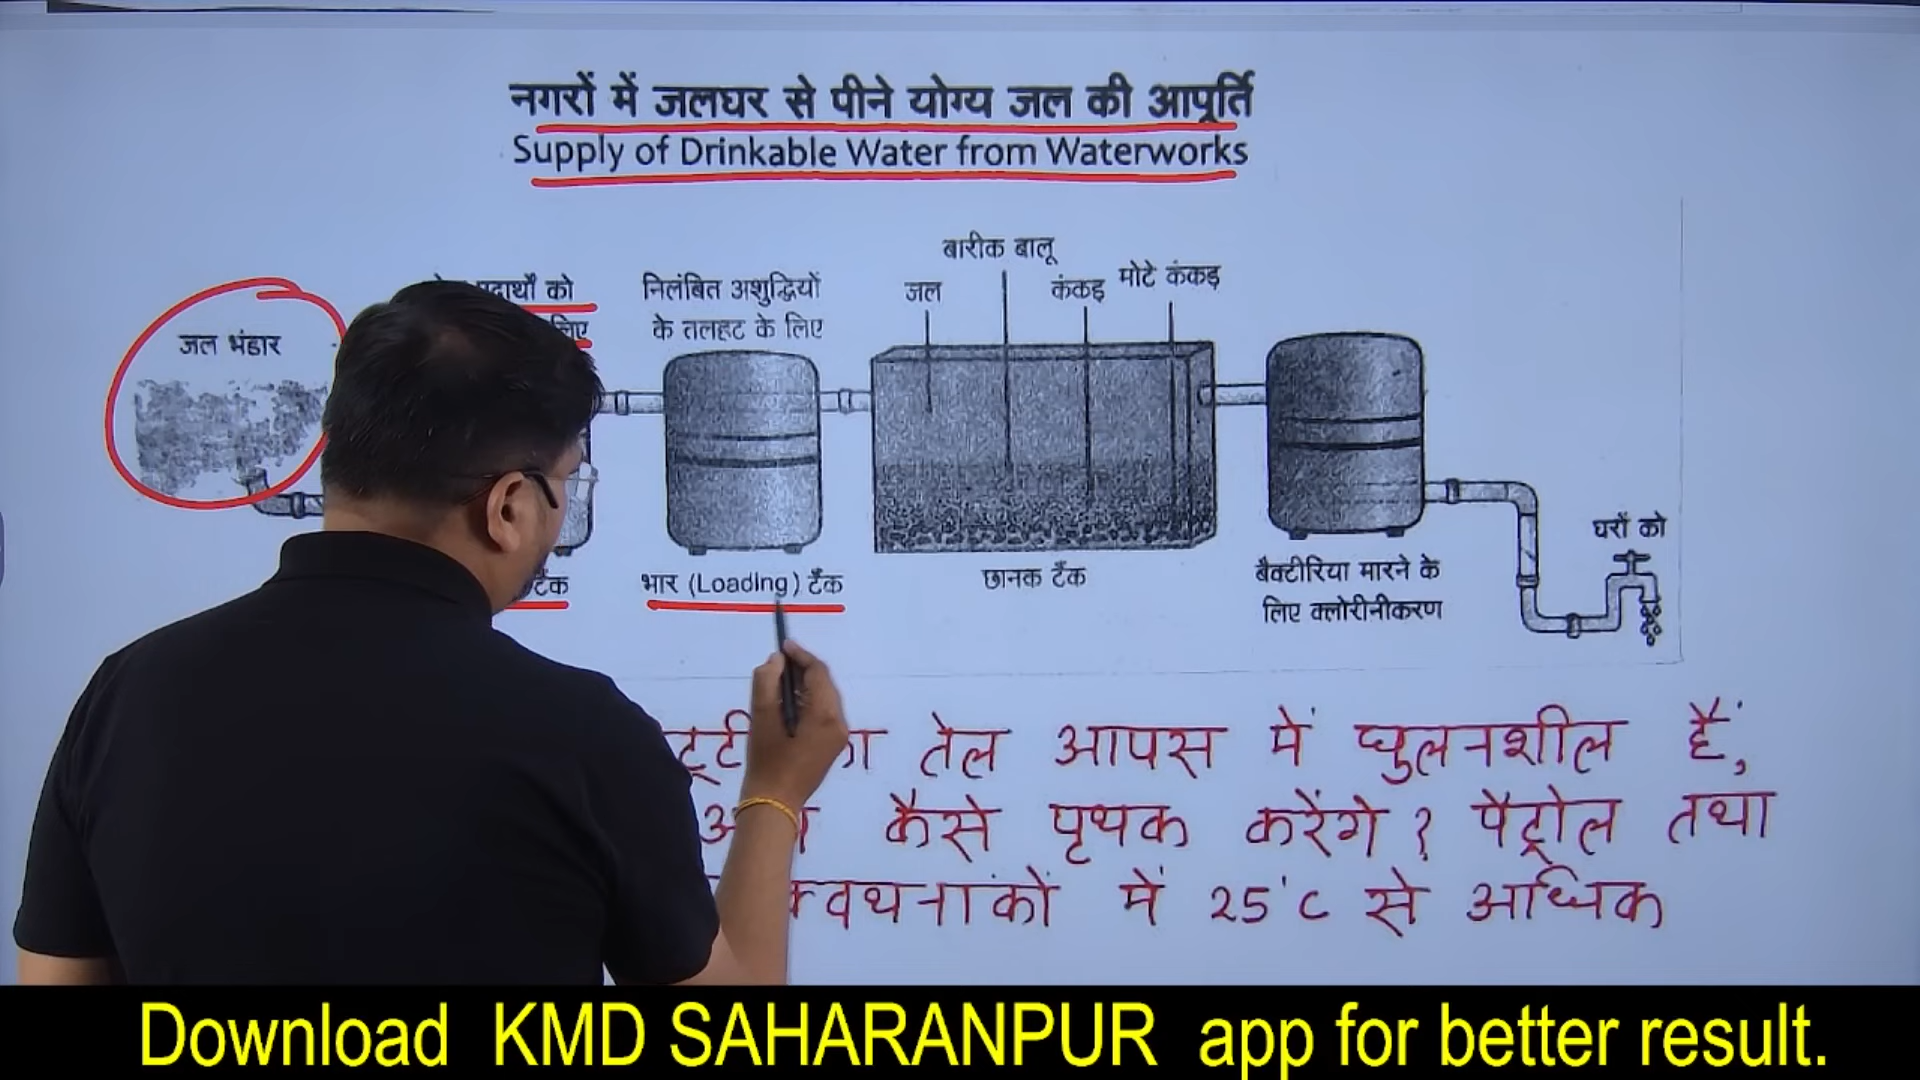 नगरों में जलघर से पीने योग्य जल की आपूर्ति
Supply of Drinkable Water from Waterworks
जल भंडार
पदार्थों को
लिए
निलंबित अशुद्धियों
के तलहट के लिए
जल
बारीक बालू
कंकड़
मोटे कंकड़
टैंक
भार (Loading) टैंक
छानक टैंक
बैक्टीरिया मारने के
लिए क्लोरीनीकरण
घरों को
तेल आपस में घुलनशील हैं,
कैसे पृथक करेंगे? पैट्रोल तथा
क्वथनांकों में 25°C से अधिक
Download KMD SAHARANPUR app for better result.